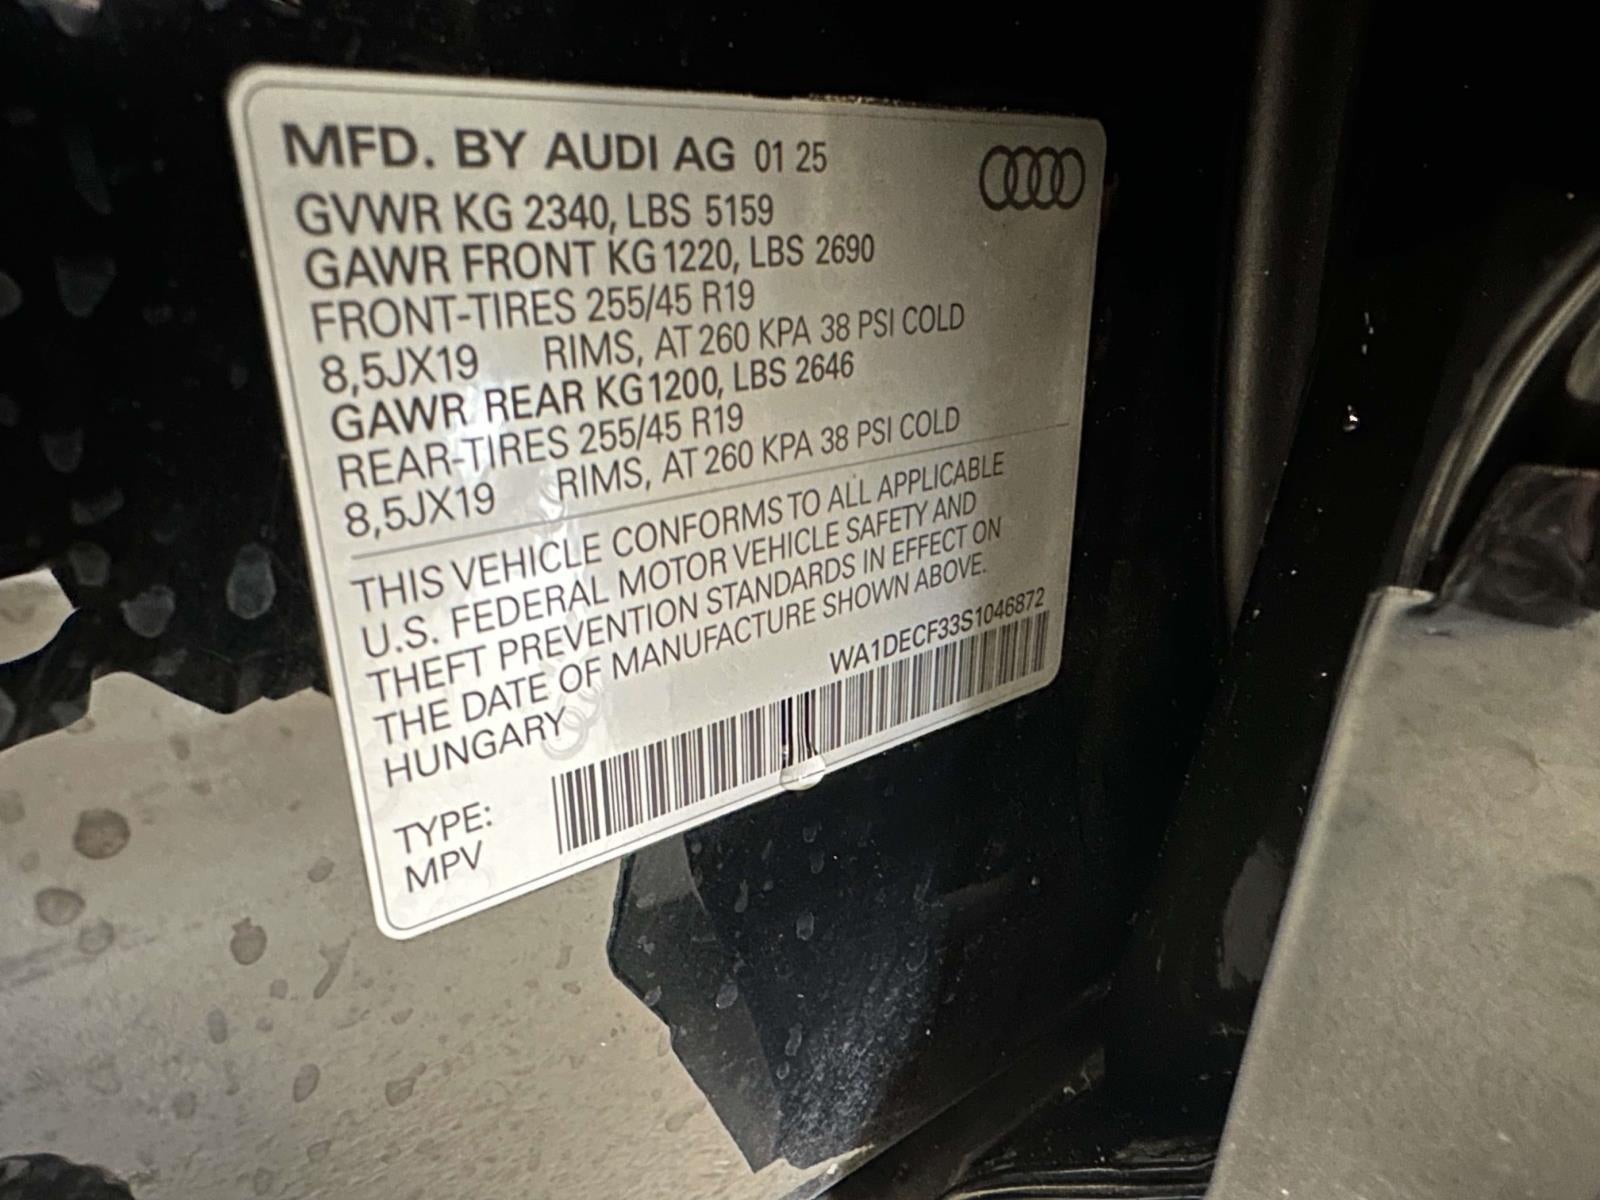 MFD. BY AUDI AG 01 25
GVWR KG 2340, LBS 5159
GAWR FRONT KG 1220, LBS 2690
FRONT-TIRES 255/45 R19
8,5JX19 RIMS, AT 260 KPA 38 PSI COLD
GAWR REAR KG 1200, LBS 2646
REAR-TIRES 255/45 R19
8,5JX19 RIMS, AT 260 KPA 38 PSI COLD
THIS VEHICLE CONFORMS TO ALL APPLICABLE
U.S. FEDERAL MOTOR VEHICLE SAFETY AND
THEFT PREVENTION STANDARDS IN EFFECT ON
THE DATE OF MANUFACTURE SHOWN ABOVE.
HUNGARY
WA1DECF33S1046872
TYPE:
MPV